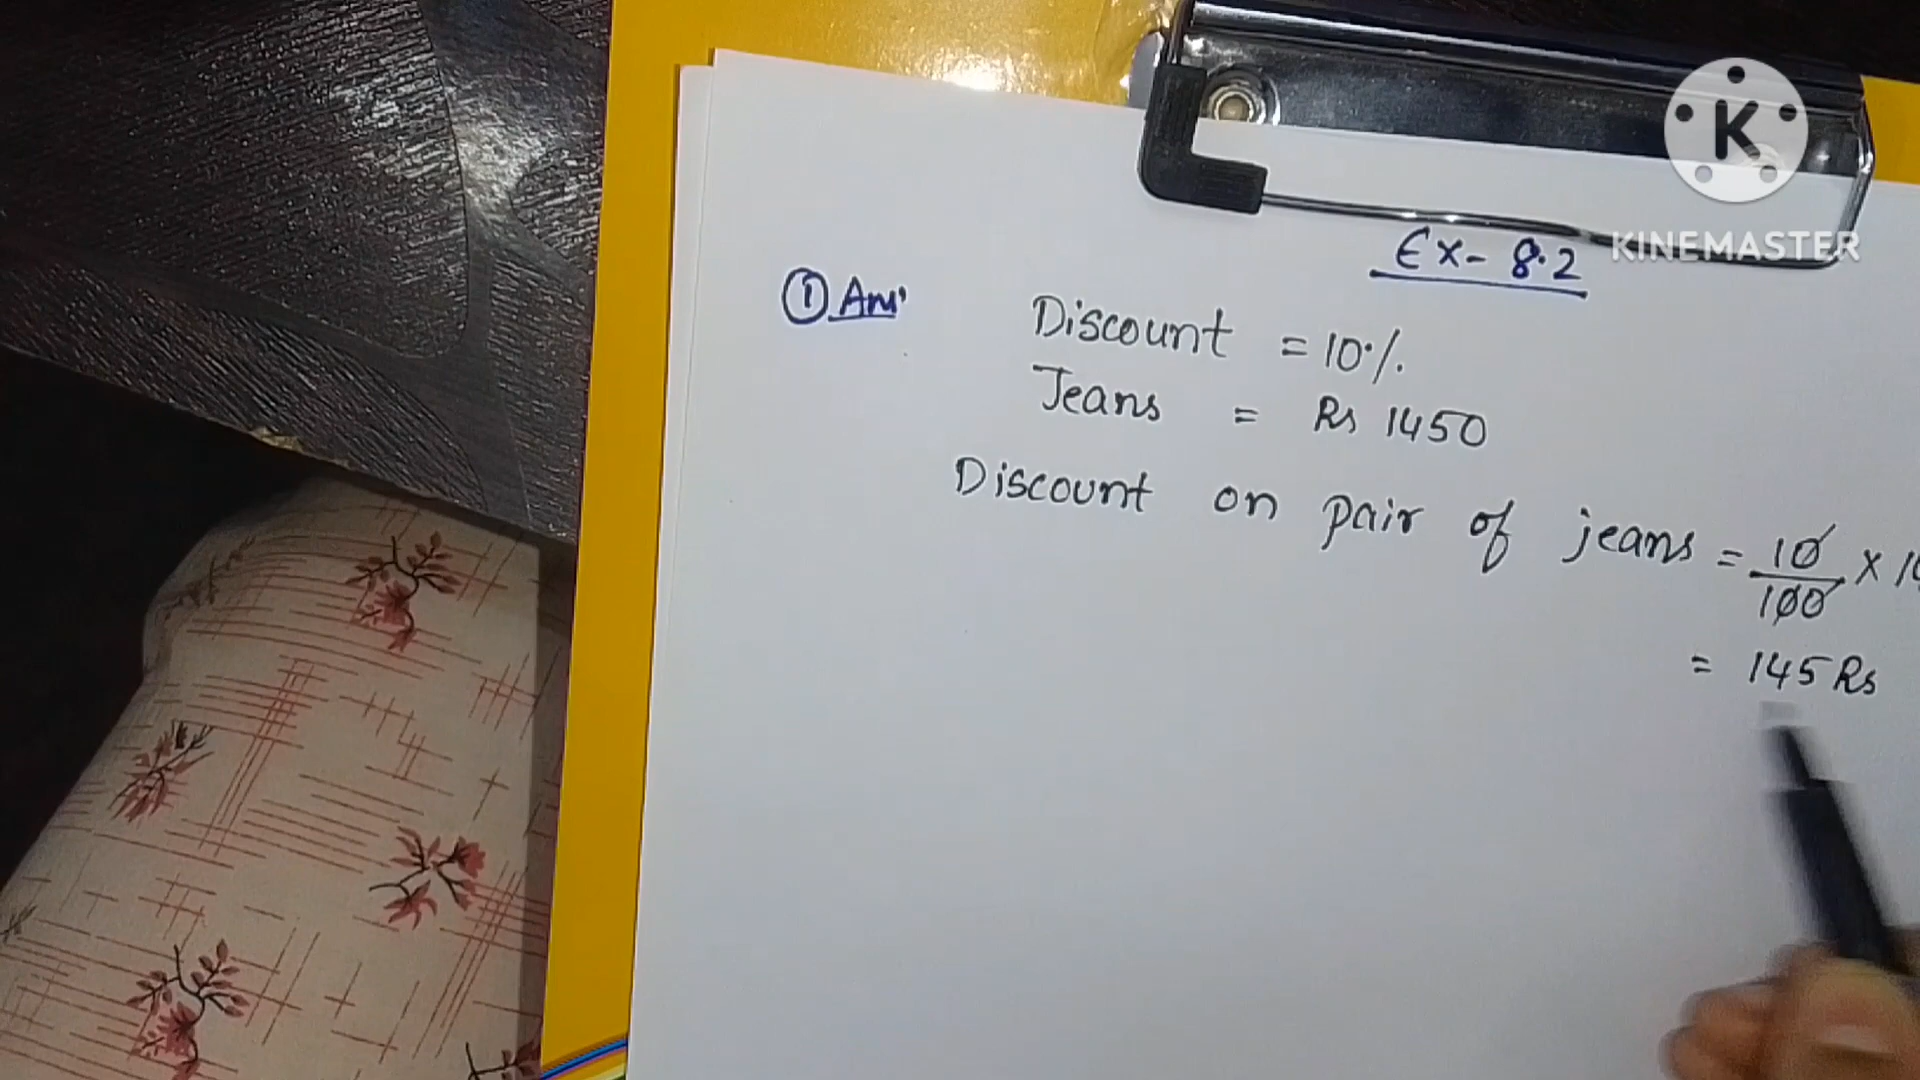 K
KINEMASTER
Ex- 8.2
① Ans.
Discount = 10%
Jeans = Rs 1450
Discount on pair of jeans = 10/100 ×
= 145 Rs